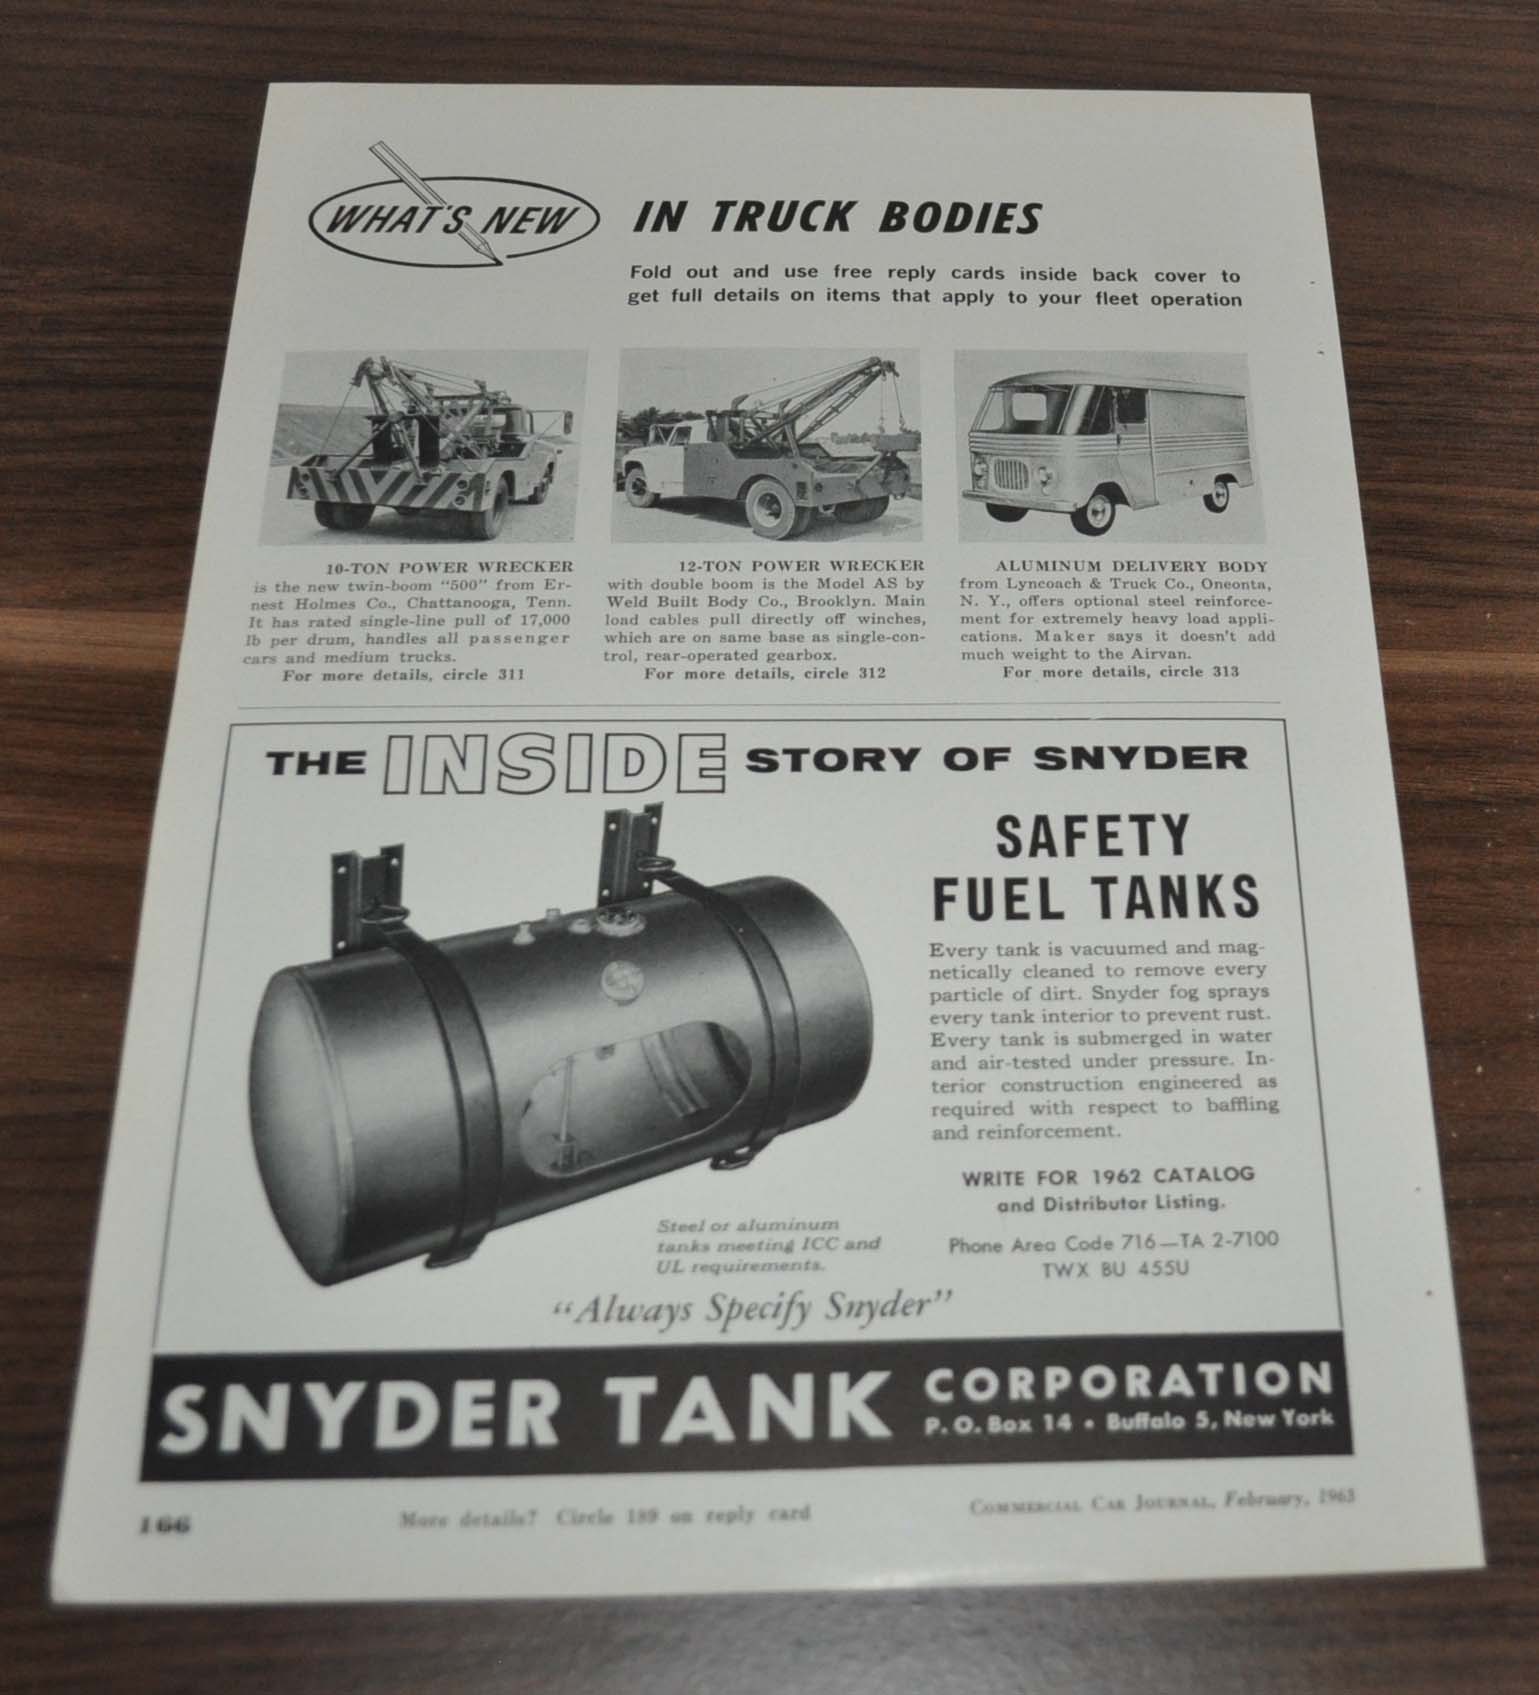 WHAT'S NEW
IN TRUCK BODIES
Fold out and use free reply cards inside back cover to
get full details on items that apply to your fleet operation
10-TON POWER WRECKER
is the new twin-boom "500" from Er-
nest Holmes Co., Chattanooga, Tenn.
It has rated single-line pull of 17,000
lb per drum, handles all passenger
cars and medium trucks.
For more details, circle 311
12-TON POWER WRECKER
with double boom is the Model AS by
Weld Built Body Co., Brooklyn. Main
load cables pull directly off winches,
which are on same base as single-con-
trol, rear-operated gearbox.
For more details, circle 312
ALUMINUM DELIVERY BODY
from Lyncoach & Truck Co., Oneonta,
N. Y., offers optional steel reinforce-
ment for extremely heavy load appli-
cations. Maker says it doesn't add
much weight to the Airvan.
For more details, circle 313
THE INSIDE STORY OF SNYDER
SAFETY
FUEL TANKS
Every tank is vacuumed and mag-
netically cleaned to remove every
particle of dirt. Snyder fog sprays
every tank interior to prevent rust.
Every tank is submerged in water
and air-tested under pressure. In-
terior construction engineered as
required with respect to baffling
and reinforcement.
WRITE FOR 1962 CATALOG
and Distributor Listing.
Phone Area Code 716—TA 2-7100
TWX BU 455U
Steel or aluminum
tanks meeting ICC and
UL requirements.
"Always Specify Snyder"
SNYDER TANK CORPORATION
P. O. Box 14 • Buffalo 5, New York
166
More details? Circle 189 on reply card
COMMERCIAL CAR JOURNAL, February, 1963